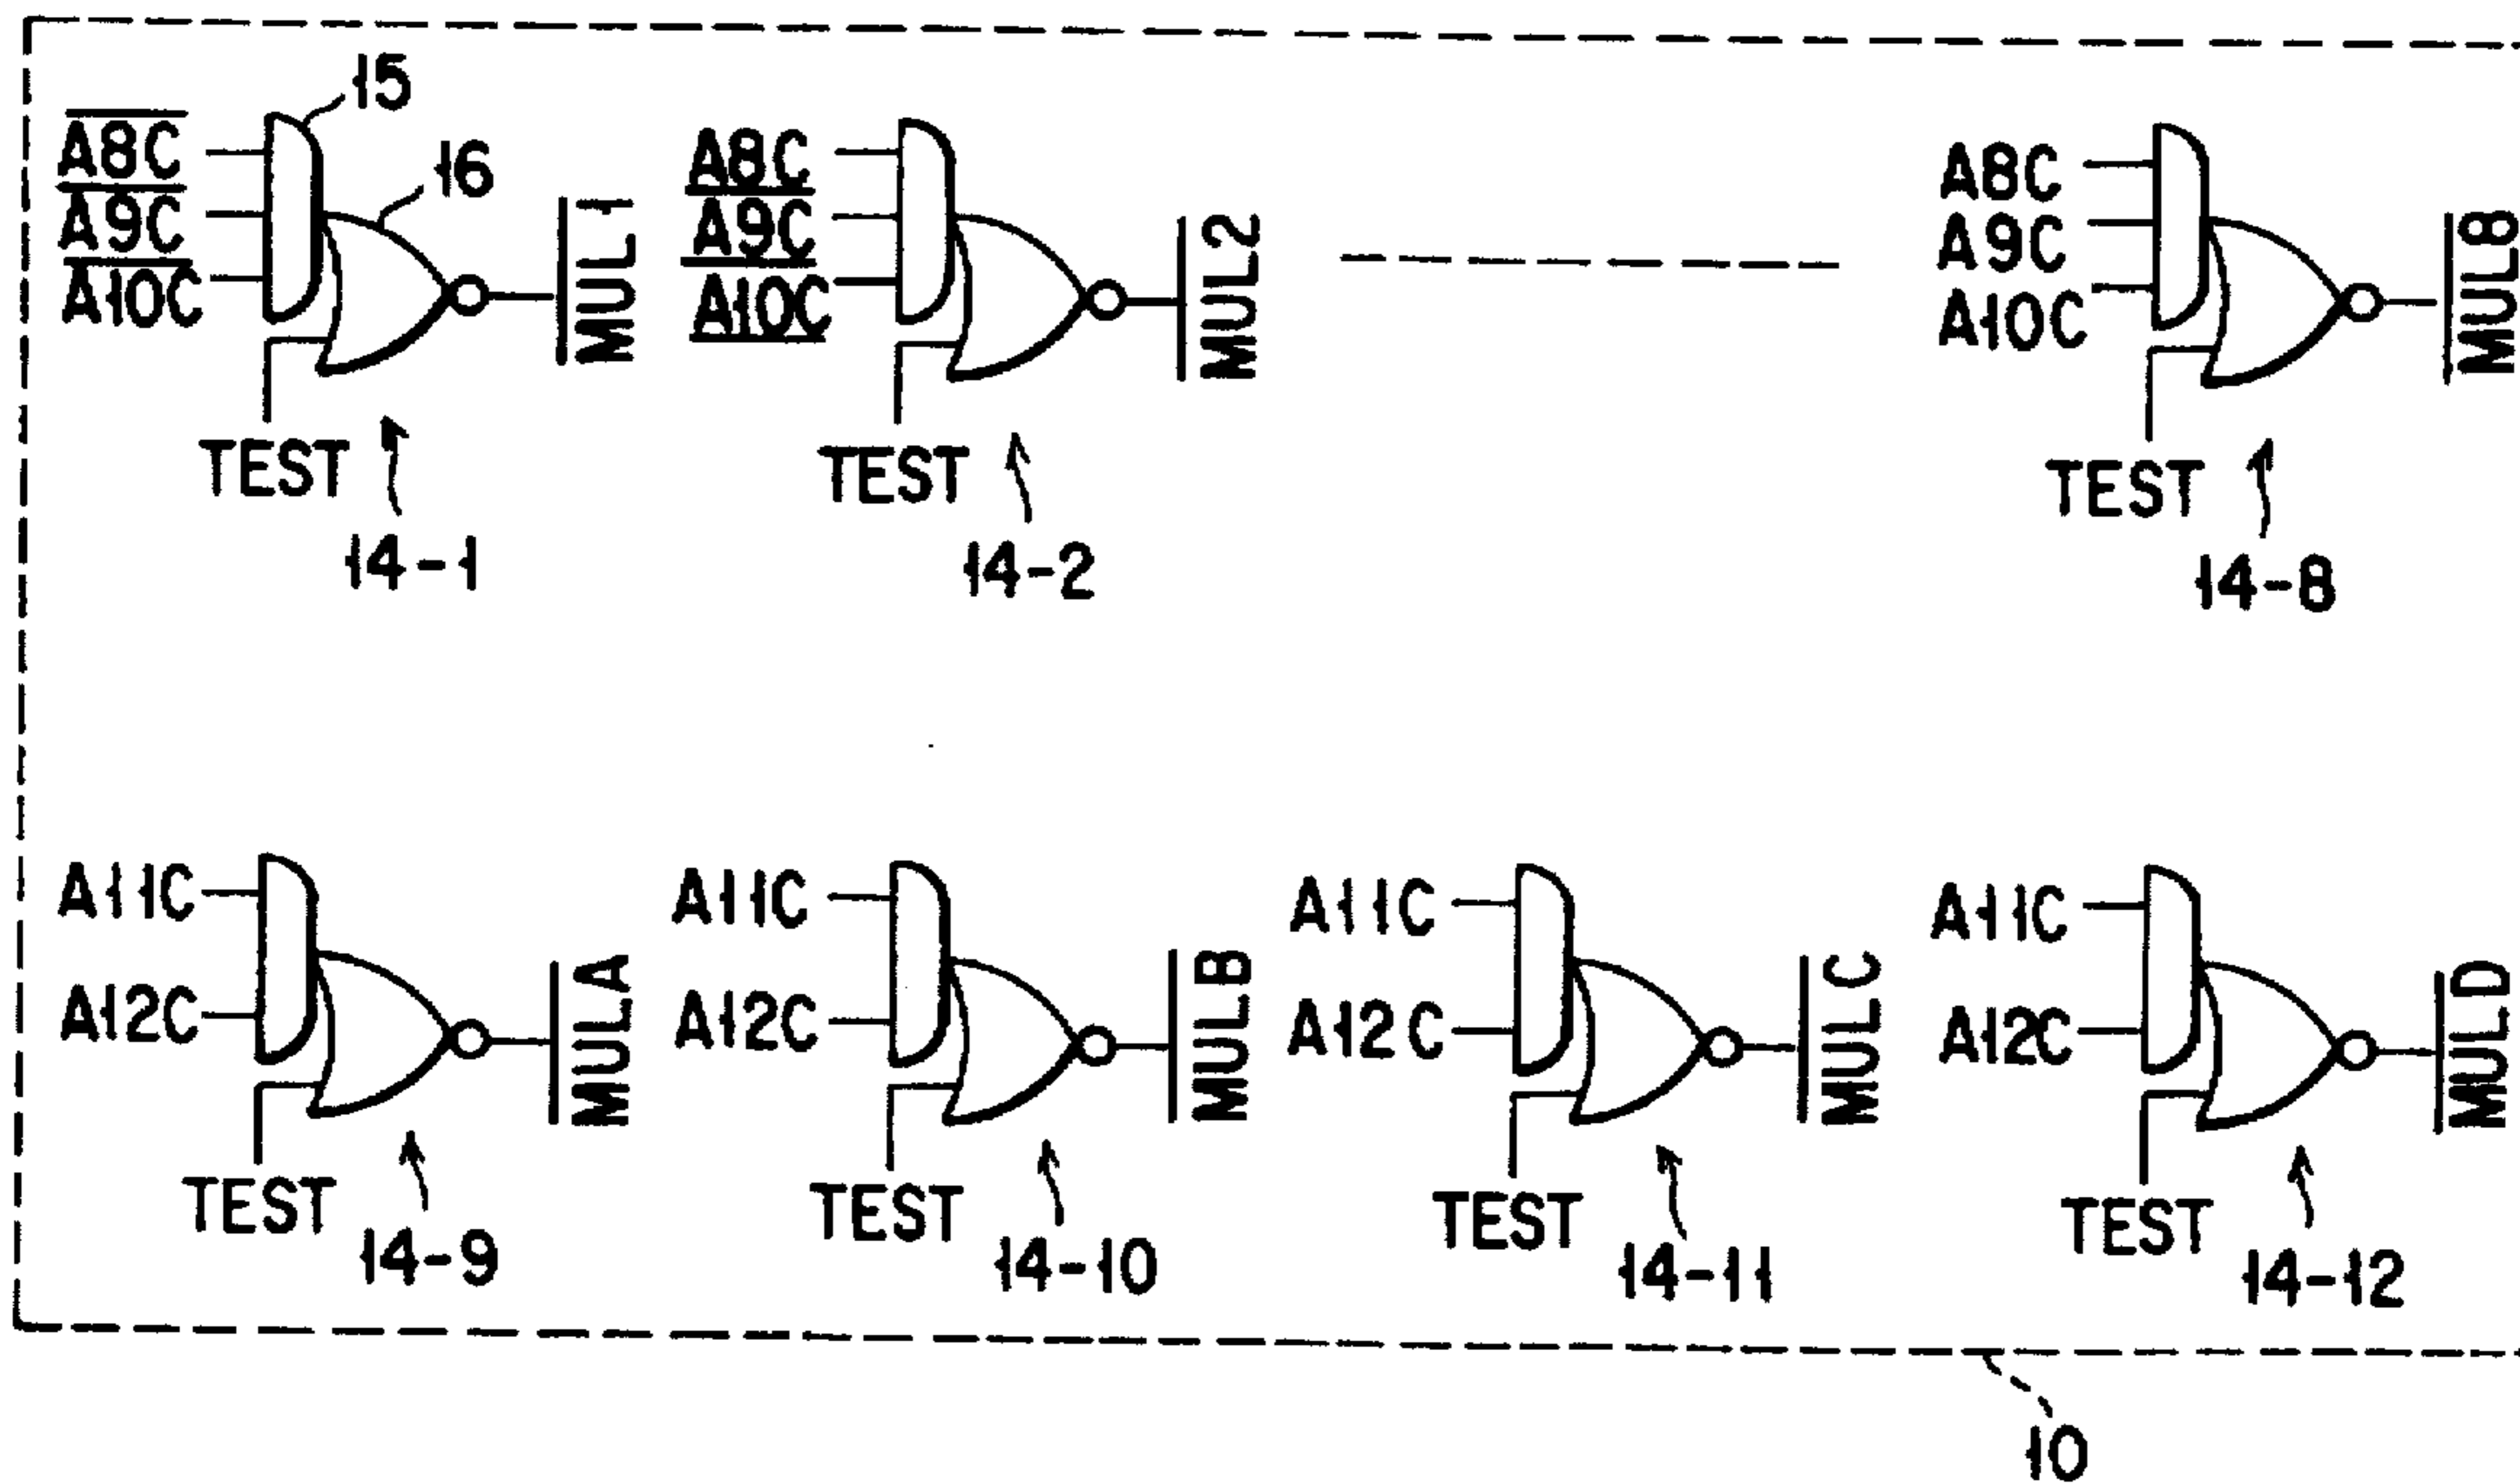 15
A8C
A9C
A10C
16
MUL1
TEST
14-1
A8C
A9C
A10C
MUL2
TEST
14-2
A8C
A9C
A10C
MUL8
TEST
14-8
A11C
A12C
MULA
TEST
14-9
A11C
A12C
MULB
TEST
14-10
A11C
A12C
MULC
TEST
14-11
A11C
A12C
MULD
TEST
14-12
10